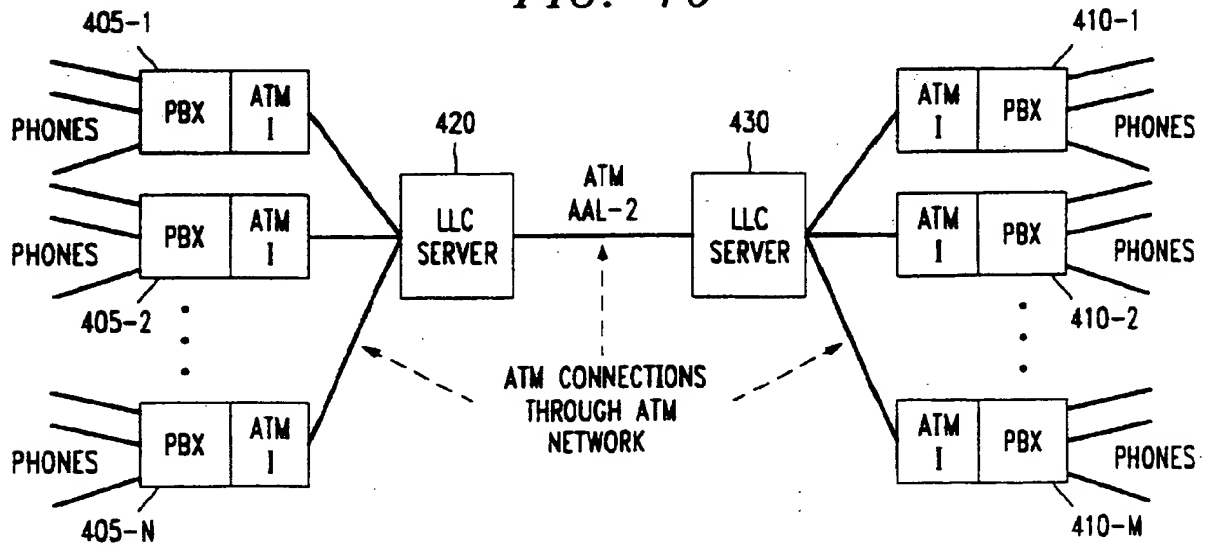 405-1
410-1
PBX
ATM
I
ATM
I
PBX
PHONES
420
430
PHONES
PBX
ATM
I
LLC
SERVER
ATM
AAL-2
LLC
SERVER
ATM
I
PBX
PHONES
PHONES
405-2
410-2
ATM CONNECTIONS
THROUGH ATM
NETWORK
PBX
ATM
I
ATM
I
PBX
PHONES
PHONES
405-N
410-M